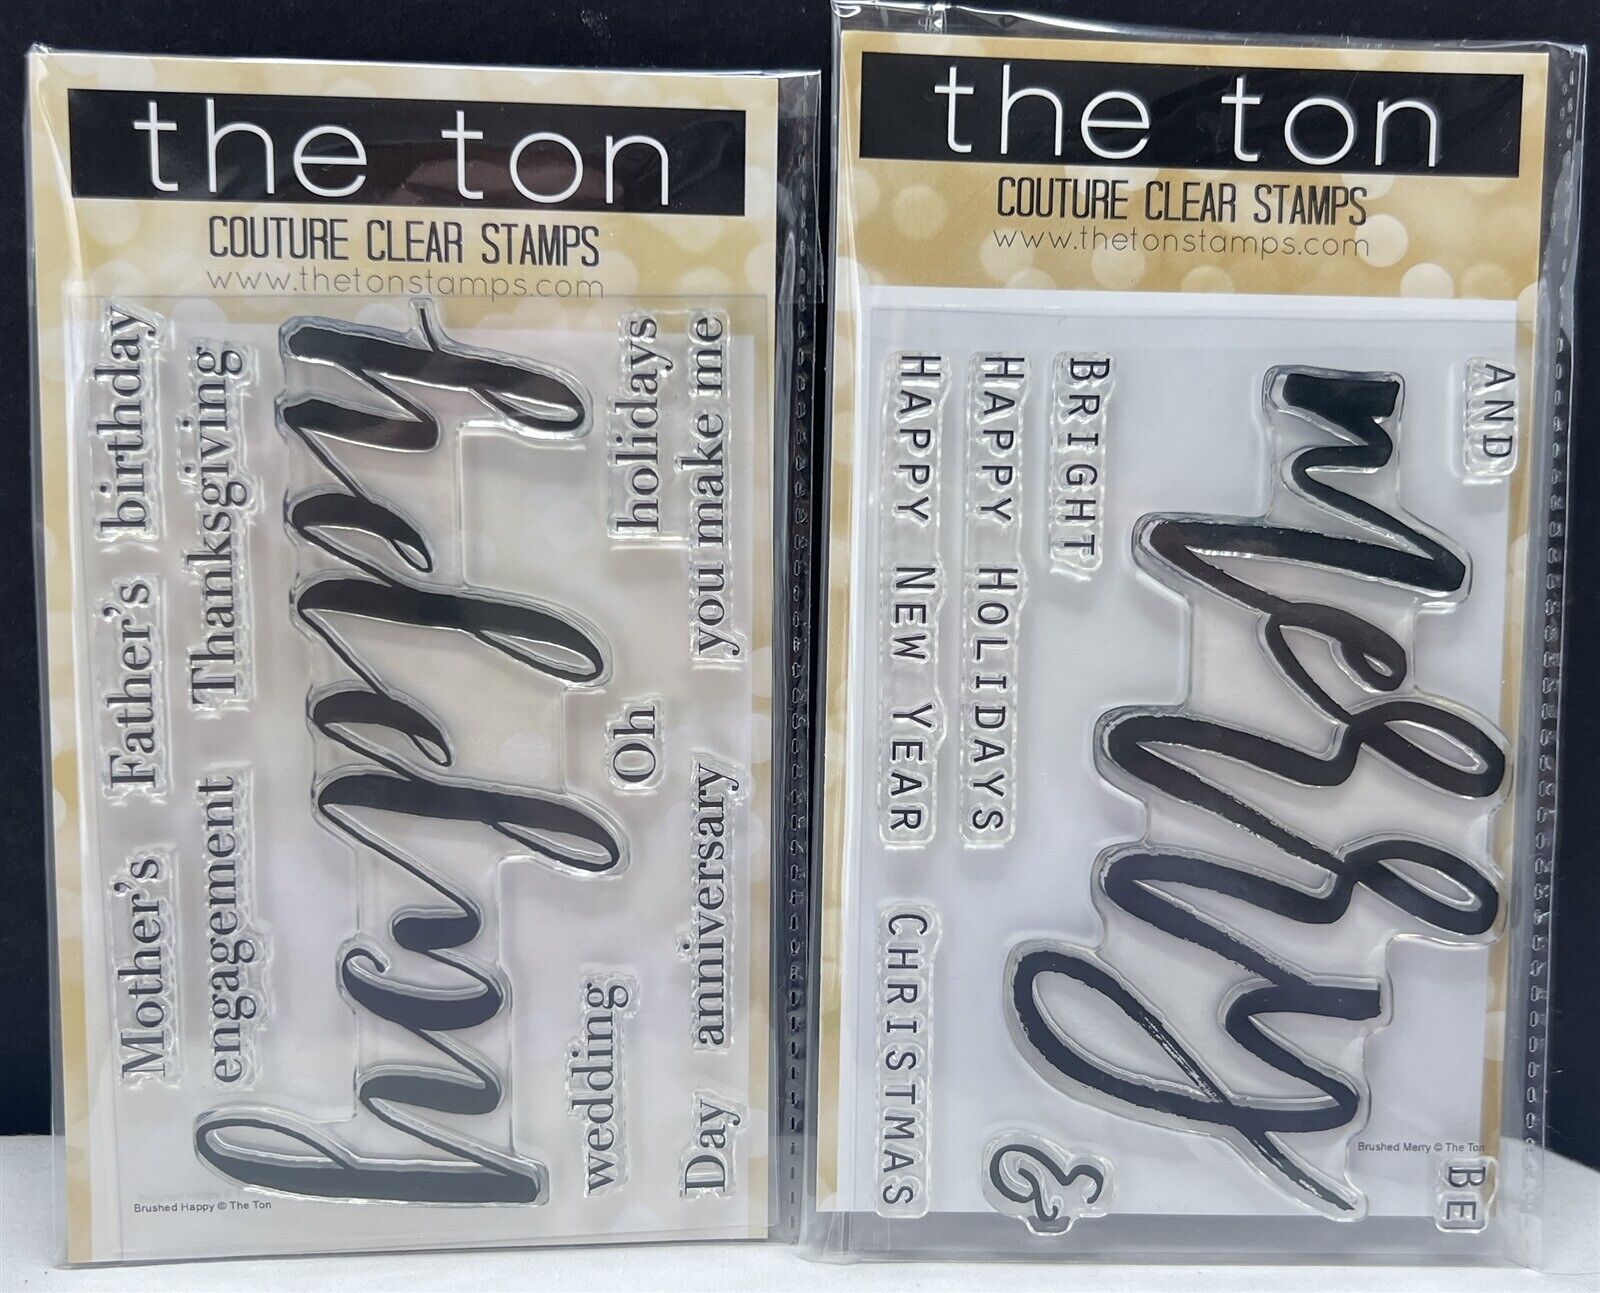 the ton
COUTURE CLEAR STAMPS
www.thetonstamps.com
birthday
Father's
Mother's
Thanksgiving
engagement
happy
holidays
Oh
wedding
you make me
anniversary
Day
Brushed Happy © The Ton
the ton
COUTURE CLEAR STAMPS
www.thetonstamps.com
AND
BE
merry
BRIGHT
HAPPY HOLIDAYS
HAPPY NEW YEAR
CHRISTMAS
&
Brushed Merry © The Ton